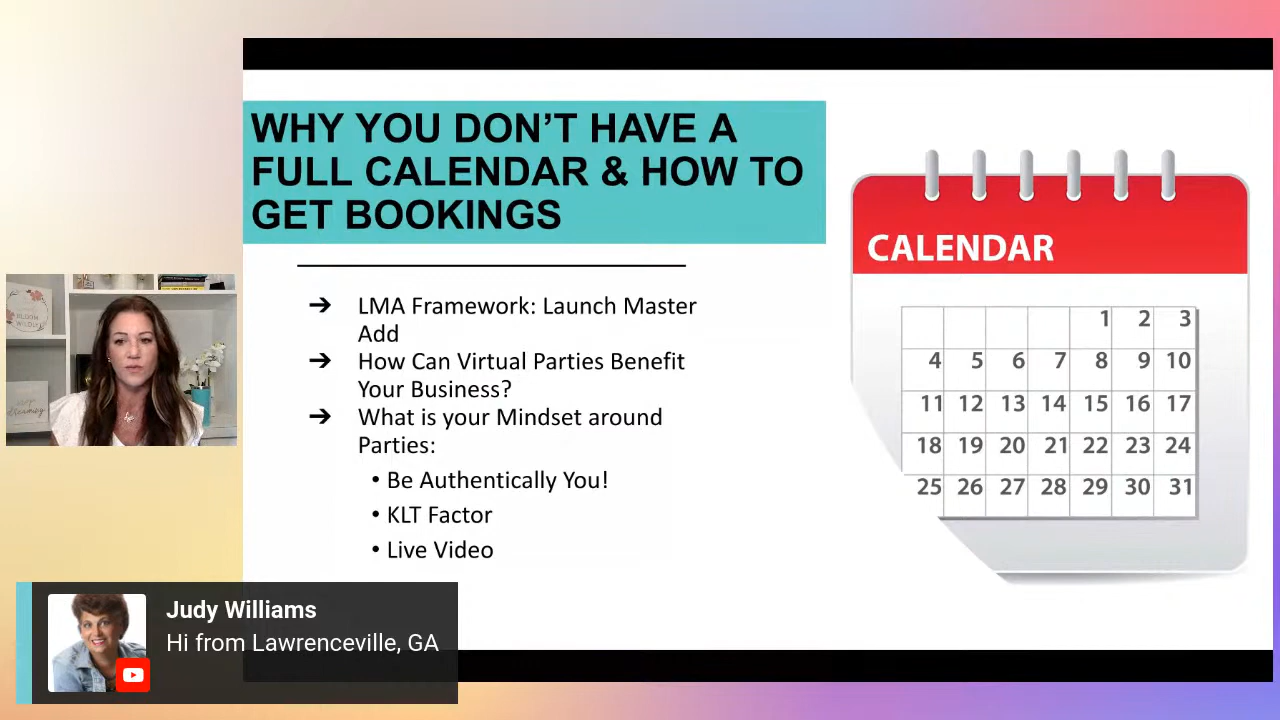 WHY YOU DON’T HAVE A
FULL CALENDAR & HOW TO
GET BOOKINGS
➔ LMA Framework: Launch Master
Add
➔ How Can Virtual Parties Benefit
Your Business?
➔ What is your Mindset around
Parties:
• Be Authentically You!
• KLT Factor
• Live Video
CALENDAR
1 2 3
4 5 6 7 8 9 10
11 12 13 14 15 16 17
18 19 20 21 22 23 24
25 26 27 28 29 30 31
BLOOM
WILDLY
dreaming
Judy Williams
Hi from Lawrenceville, GA